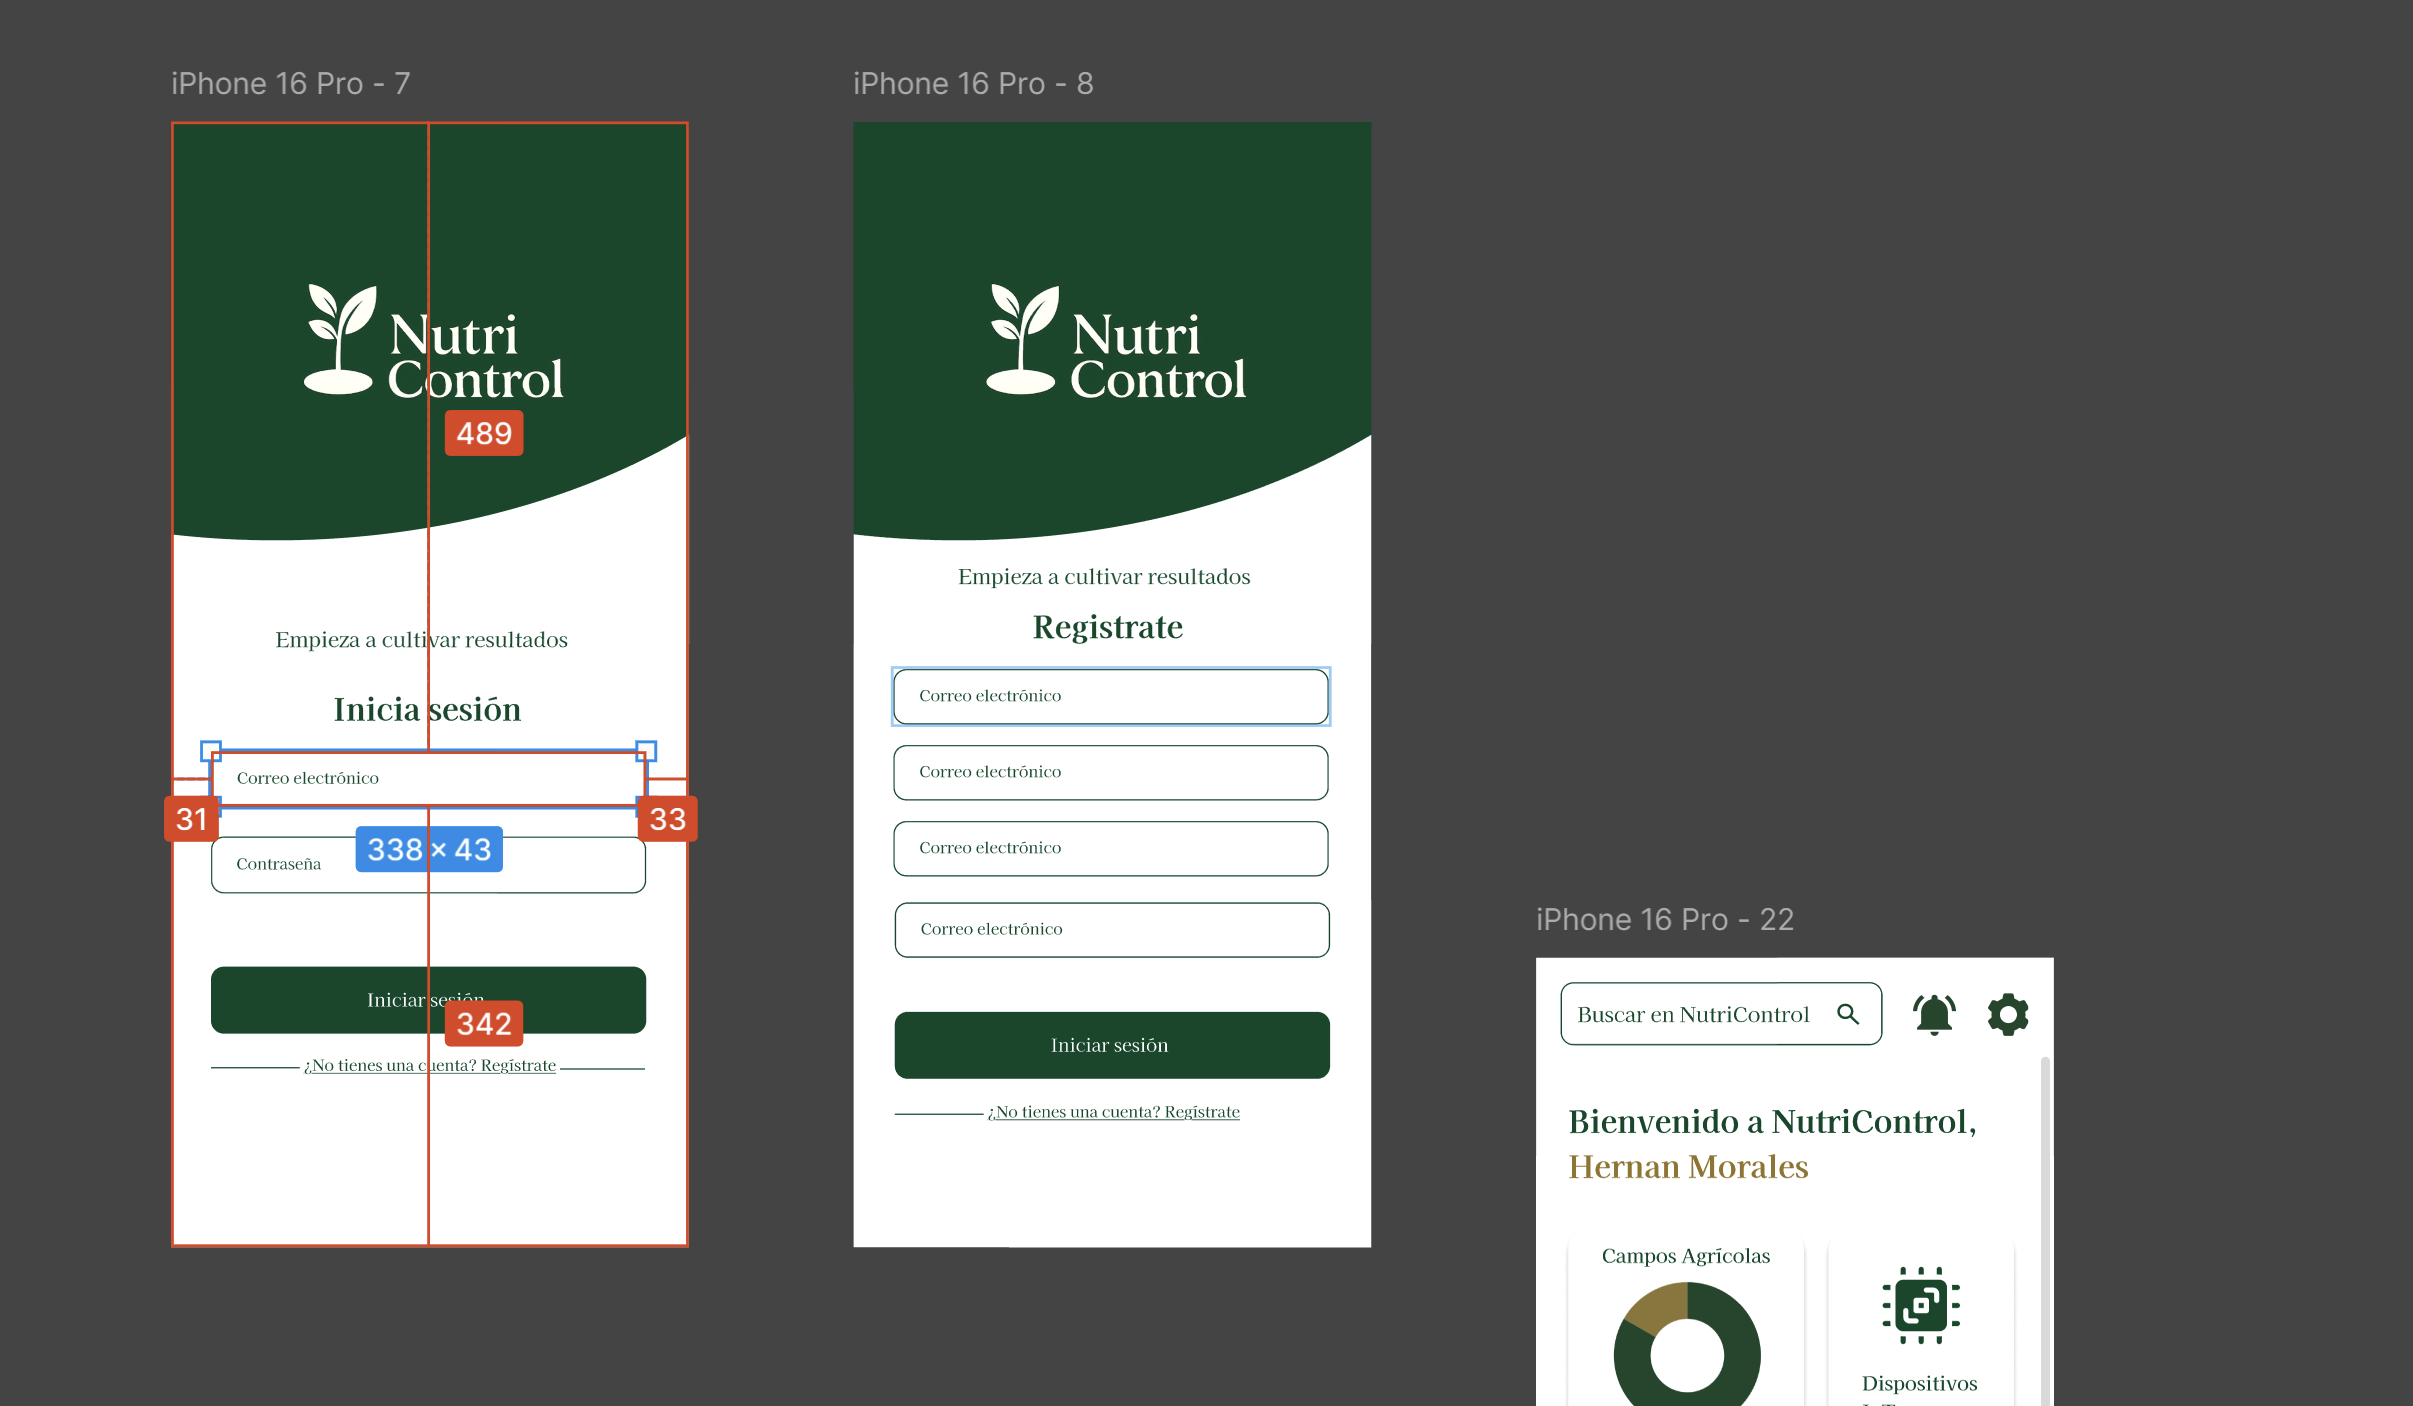 iPhone 16 Pro - 7
Nutri
Control
489
Empieza a cultivar resultados
Inicia sesión
Correo electrónico
31
33
338 × 43
Contraseña
Iniciar sesión
342
¿No tienes una cuenta? Regístrate
iPhone 16 Pro - 8
Nutri
Control
Empieza a cultivar resultados
Registrate
Correo electrónico
Correo electrónico
Correo electrónico
Correo electrónico
Iniciar sesión
¿No tienes una cuenta? Regístrate
iPhone 16 Pro - 22
Buscar en NutriControl
Bienvenido a NutriControl,
Hernan Morales
Campos Agrícolas
Dispositivos